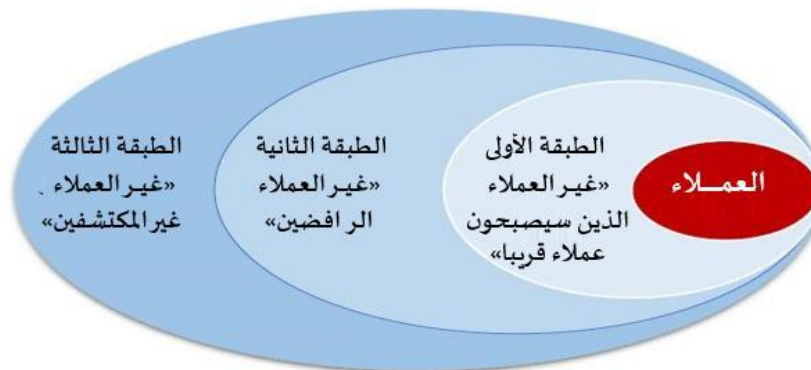 العمـــلاء
الطبقة الأولى
«غير العملاء
الذين سيصبحون
عملاء قريبا»
الطبقة الثانية
«غير العملاء
الرافضين»
الطبقة الثالثة
«غير العملاء
غير المكتشفين»